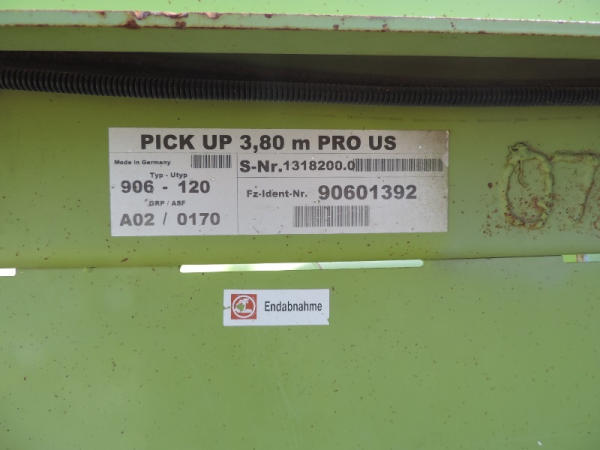 PICK UP 3,80 m PRO US
Made in Germany
S-Nr.1318200.0
Typ - Utyp
906 - 120
Fz-Ident-Nr. 90601392
GRP / ASF
A02 / 0170
Endabnahme